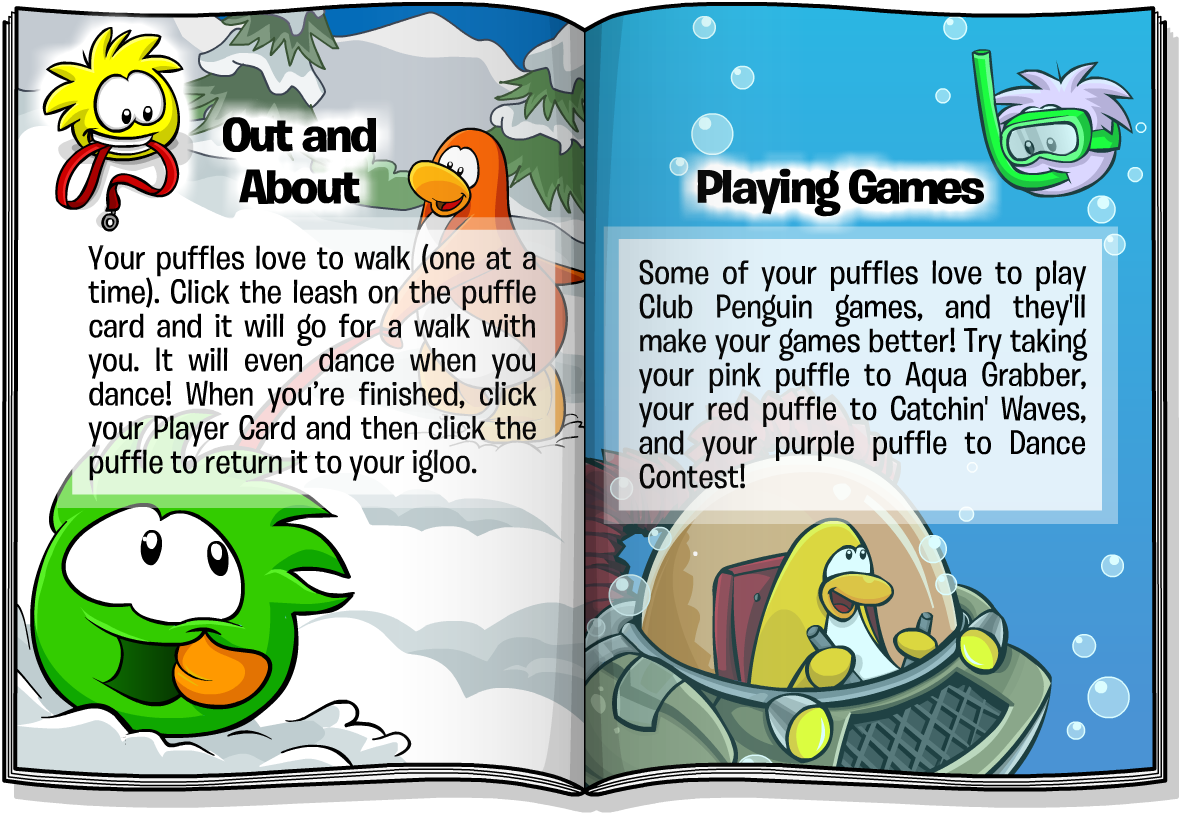 Out and
About
Your puffles love to walk (one at a
time). Click the leash on the puffle
card and it will go for a walk with
you. It will even dance when you
dance! When you’re finished, click
your Player Card and then click the
puffle to return it to your igloo.
Playing Games
Some of your puffles love to play
Club Penguin games, and they'll
make your games better! Try taking
your pink puffle to Aqua Grabber,
your red puffle to Catchin' Waves,
and your purple puffle to Dance
Contest!